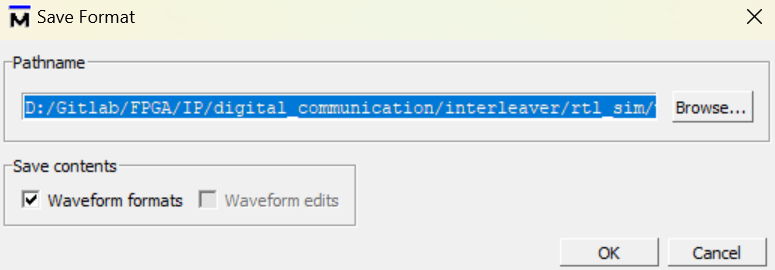 Save Format
Pathname
D:/Gitlab/FPGA/IP/digital_communication/interleaver/rtl_sim/
Browse...
Save contents
Waveform formats
Waveform edits
OK
Cancel